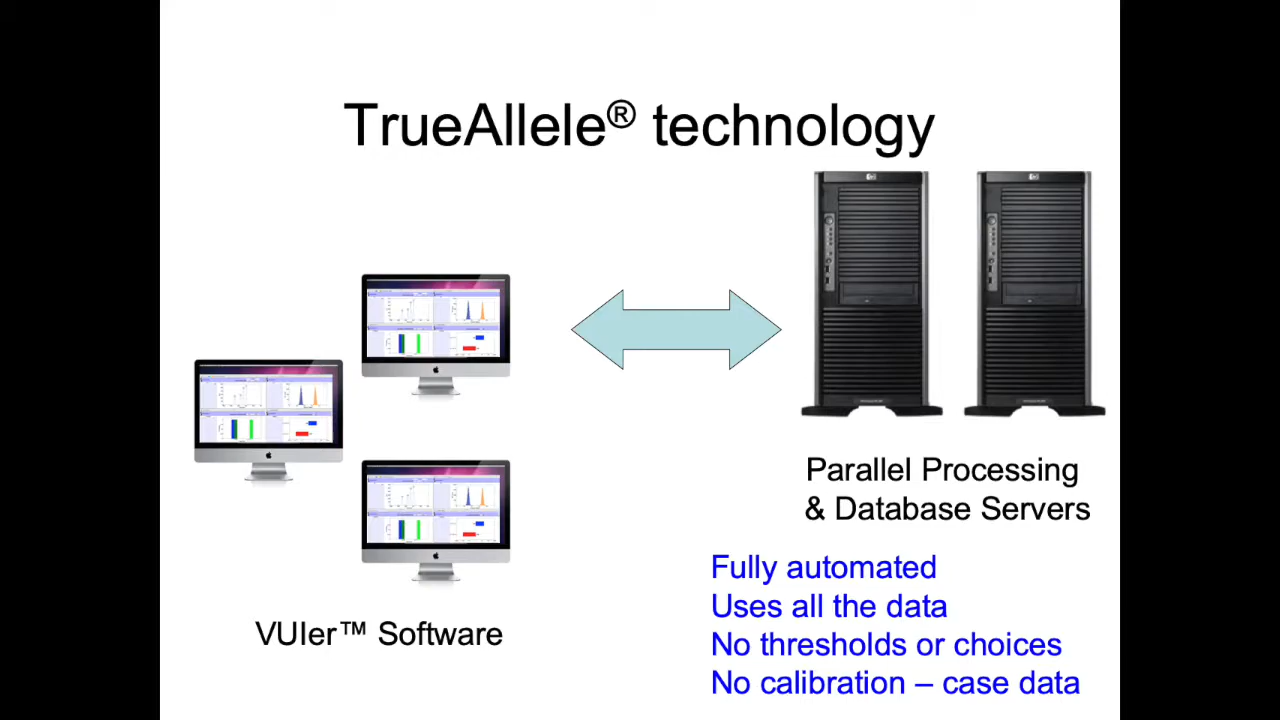 TrueAllele® technology
Parallel Processing
& Database Servers
Fully automated
Uses all the data
No thresholds or choices
No calibration – case data
VUIer™ Software